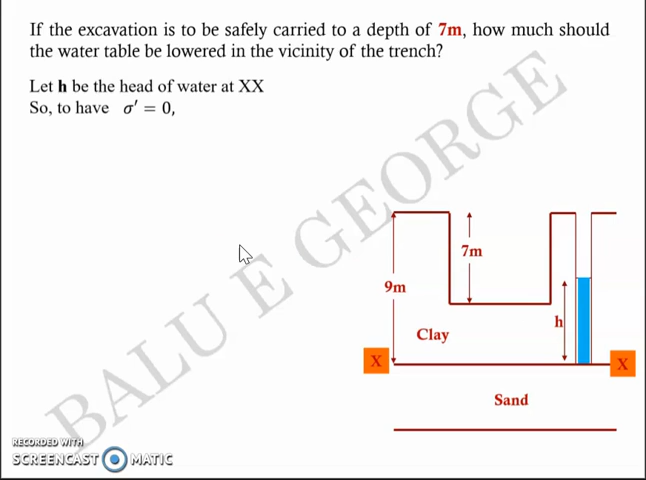 If the excavation is to be safely carried to a depth of 7m, how much should
the water table be lowered in the vicinity of the trench?
Let h be the head of water at XX
So, to have σ′ = 0,
BALU E GEORGE
7m
9m
h
Clay
X
X
Sand
RECORDED WITH
SCREENCAST MATIC